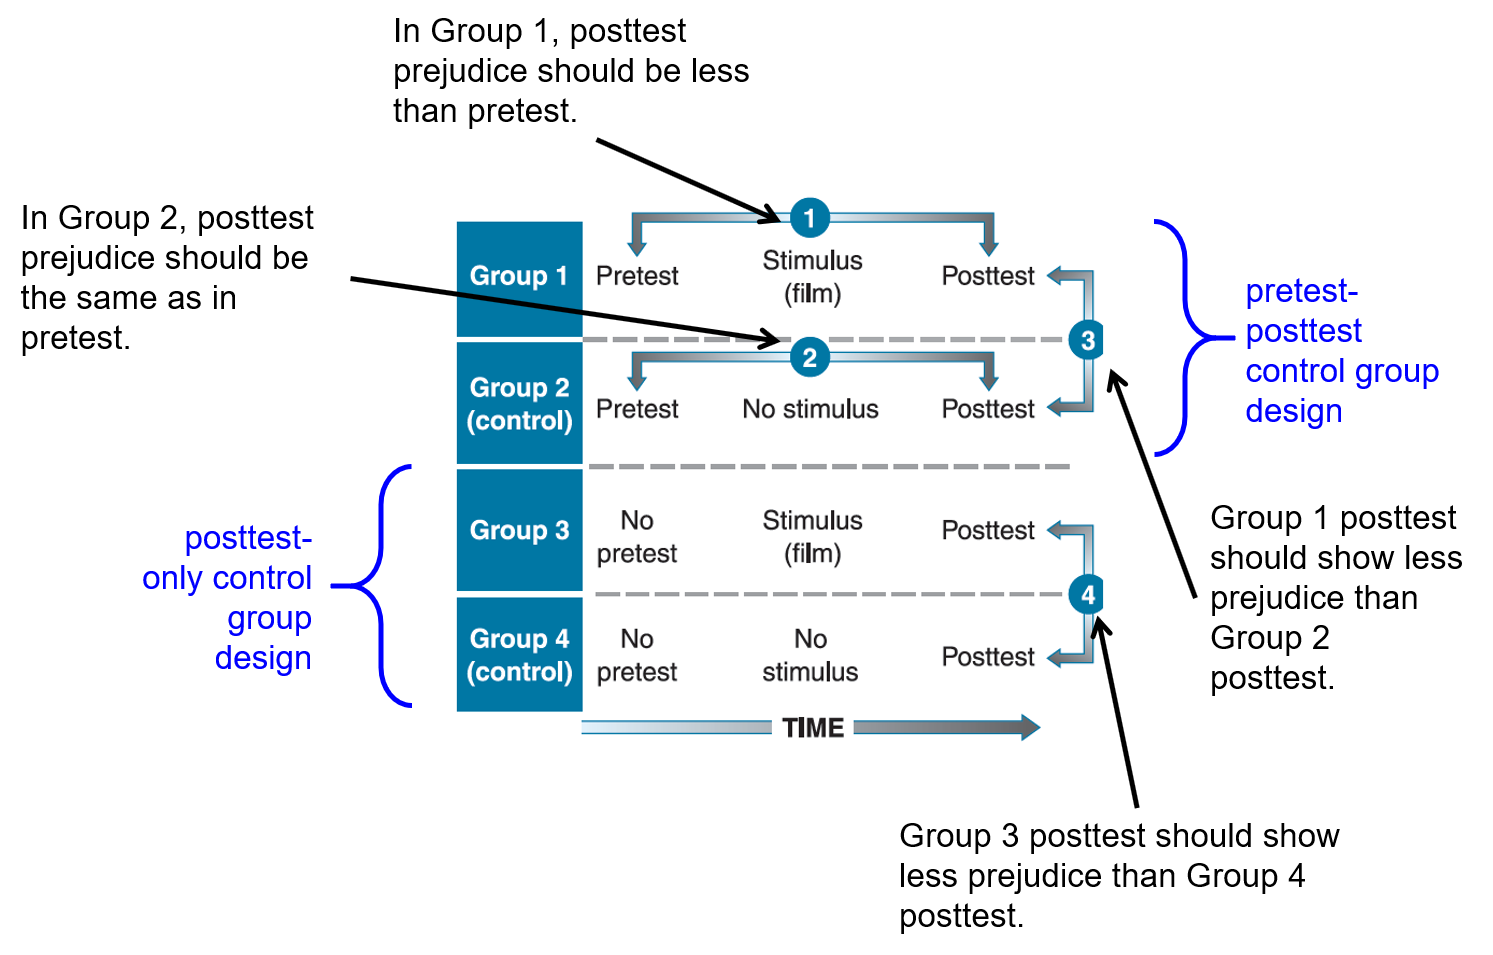 In Group 1, posttest
prejudice should be less
than pretest.
In Group 2, posttest
prejudice should be
the same as in
pretest.
1
Group 1
Pretest
Stimulus
(film)
Posttest
3
2
Group 2
(control)
Pretest
No stimulus
Posttest
pretest-
posttest
control group
design
posttest-
only control
group
design
Group 3
No
pretest
Stimulus
(film)
Posttest
4
Group 4
(control)
No
pretest
No
stimulus
Posttest
TIME
Group 1 posttest
should show less
prejudice than
Group 2
posttest.
Group 3 posttest should show
less prejudice than Group 4
posttest.